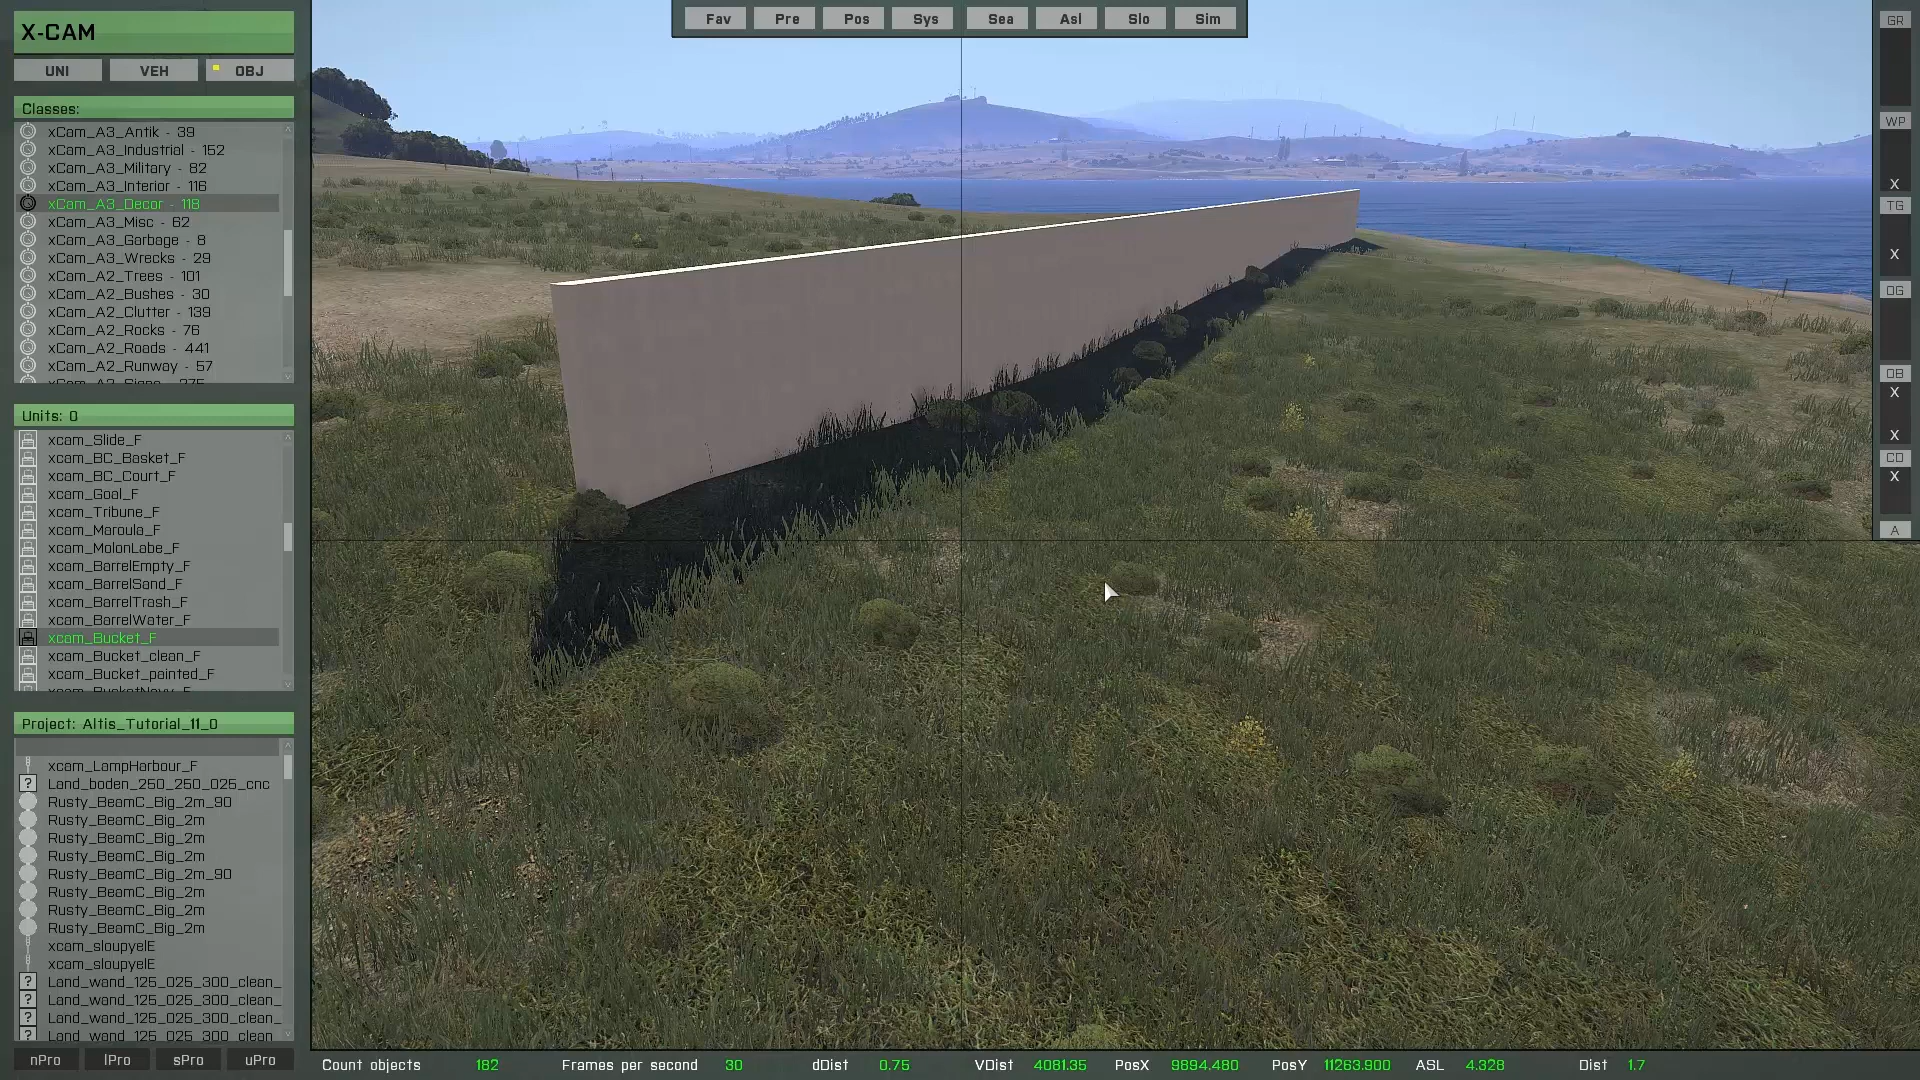 X-CAM
UNI VEH OBJ
Classes:
xCam_A3_Antik - 39
xCam_A3_Industrial - 152
xCam_A3_Military - 82
xCam_A3_Interior - 116
xCam_A3_Decor - 118
xCam_A3_Misc - 62
xCam_A3_Garbage - 8
xCam_A3_Wrecks - 29
xCam_A2_Trees - 101
xCam_A2_Bushes - 30
xCam_A2_Clutter - 139
xCam_A2_Rocks - 76
xCam_A2_Roads - 441
xCam_A2_Runway - 57
Units: 0
xcam_Slide_F
xcam_BC_Basket_F
xcam_BC_Court_F
xcam_Goal_F
xcam_Tribune_F
xcam_Maroula_F
xcam_MolonLabe_F
xcam_BarrelEmpty_F
xcam_BarrelSand_F
xcam_BarrelTrash_F
xcam_BarrelWater_F
xcam_Bucket_F
xcam_Bucket_clean_F
xcam_Bucket_painted_F
Project: Altis_Tutorial_11_0
xcam_LampHarbour_F
? Land_boden_250_250_025_cnc
Rusty_BeamC_Big_2m_90
Rusty_BeamC_Big_2m
Rusty_BeamC_Big_2m
Rusty_BeamC_Big_2m
Rusty_BeamC_Big_2m_90
Rusty_BeamC_Big_2m
Rusty_BeamC_Big_2m
Rusty_BeamC_Big_2m
xcam_sloupyelE
xcam_sloupyelE
? Land_wand_125_025_300_clean_
? Land_wand_125_025_300_clean_
? Land_wand_125_025_300_clean_
? Land_wand_125_025_300_clean
nPro lPro sPro uPro
Fav Pre Pos Sys Sea Asl Slo Sim
GR
WP
X
TG
X
OG
OB
X
X
CO
X
A
Count objects 182 Frames per second 30 dDist 0.75 VDist 4081.35 PosX 9894.480 PosY 11263.900 ASL 4.328 Dist 1.7